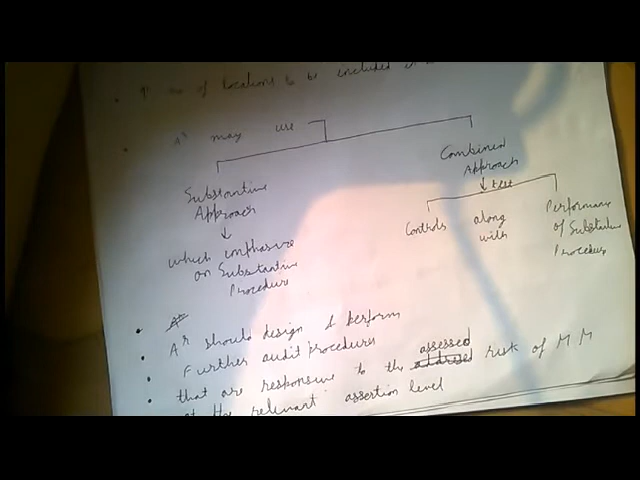 ↑ no of locations to be included
Aʳ may use
Substantive Approach
↓
which emphasise on Substantive Procedure
Combined Approach
↓ test
Controls along with Performance of Substantive Procedures
Aʳ should design & perform
Further audit procedures
that are responsive to the assessed risk of M M
at the relevant assertion level